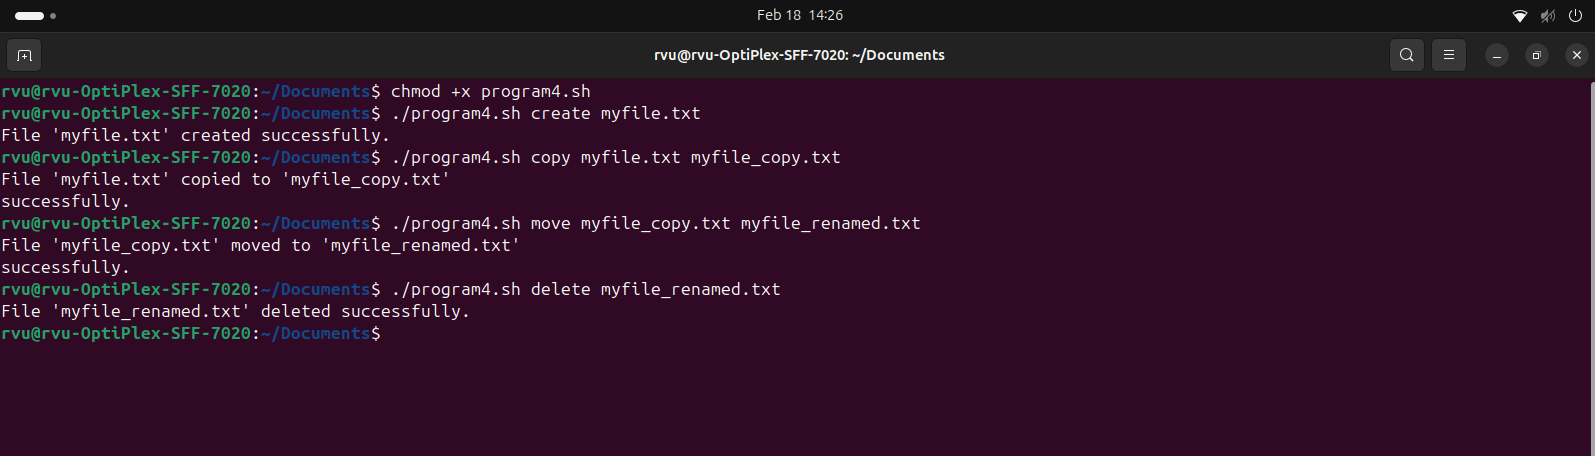 Feb 18 14:26
rvu@rvu-OptiPlex-SFF-7020: ~/Documents
rvu@rvu-OptiPlex-SFF-7020:~/Documents$ chmod +x program4.sh
rvu@rvu-OptiPlex-SFF-7020:~/Documents$ ./program4.sh create myfile.txt
File 'myfile.txt' created successfully.
rvu@rvu-OptiPlex-SFF-7020:~/Documents$ ./program4.sh copy myfile.txt myfile_copy.txt
File 'myfile.txt' copied to 'myfile_copy.txt'
successfully.
rvu@rvu-OptiPlex-SFF-7020:~/Documents$ ./program4.sh move myfile_copy.txt myfile_renamed.txt
File 'myfile_copy.txt' moved to 'myfile_renamed.txt'
successfully.
rvu@rvu-OptiPlex-SFF-7020:~/Documents$ ./program4.sh delete myfile_renamed.txt
File 'myfile_renamed.txt' deleted successfully.
rvu@rvu-OptiPlex-SFF-7020:~/Documents$